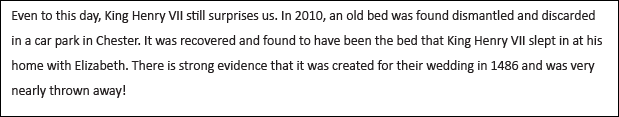 Even to this day, King Henry VII still surprises us. In 2010, an old bed was found dismantled and discarded
in a car park in Chester. It was recovered and found to have been the bed that King Henry VII slept in at his
home with Elizabeth. There is strong evidence that it was created for their wedding in 1486 and was very
nearly thrown away!